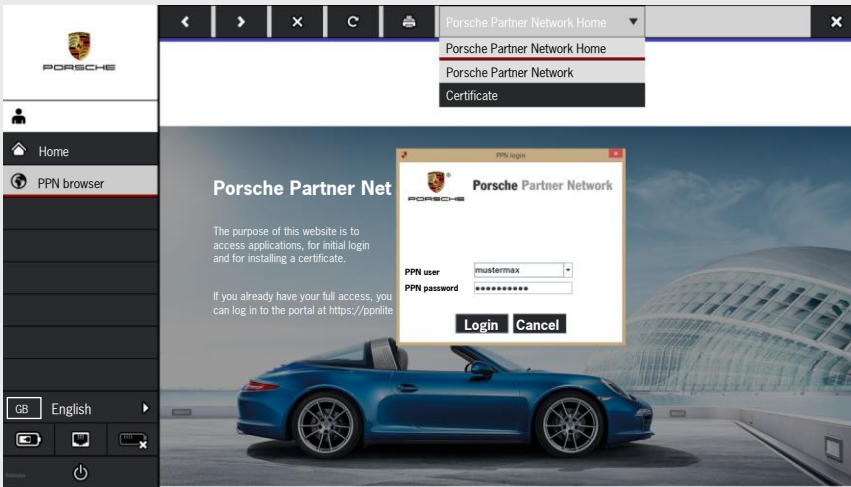 PORSCHE
Porsche Partner Network Home
Porsche Partner Network Home
Porsche Partner Network
Certificate
Home
PPN browser
Porsche Partner Net
The purpose of this website is to
access applications, for initial login
and for installing a certificate.
If you already have your full access, you
can log in to the portal at https://ppnlite
PPN login
PORSCHE
Porsche Partner Network
PPN user
mustermax
PPN password
Login Cancel
GB English